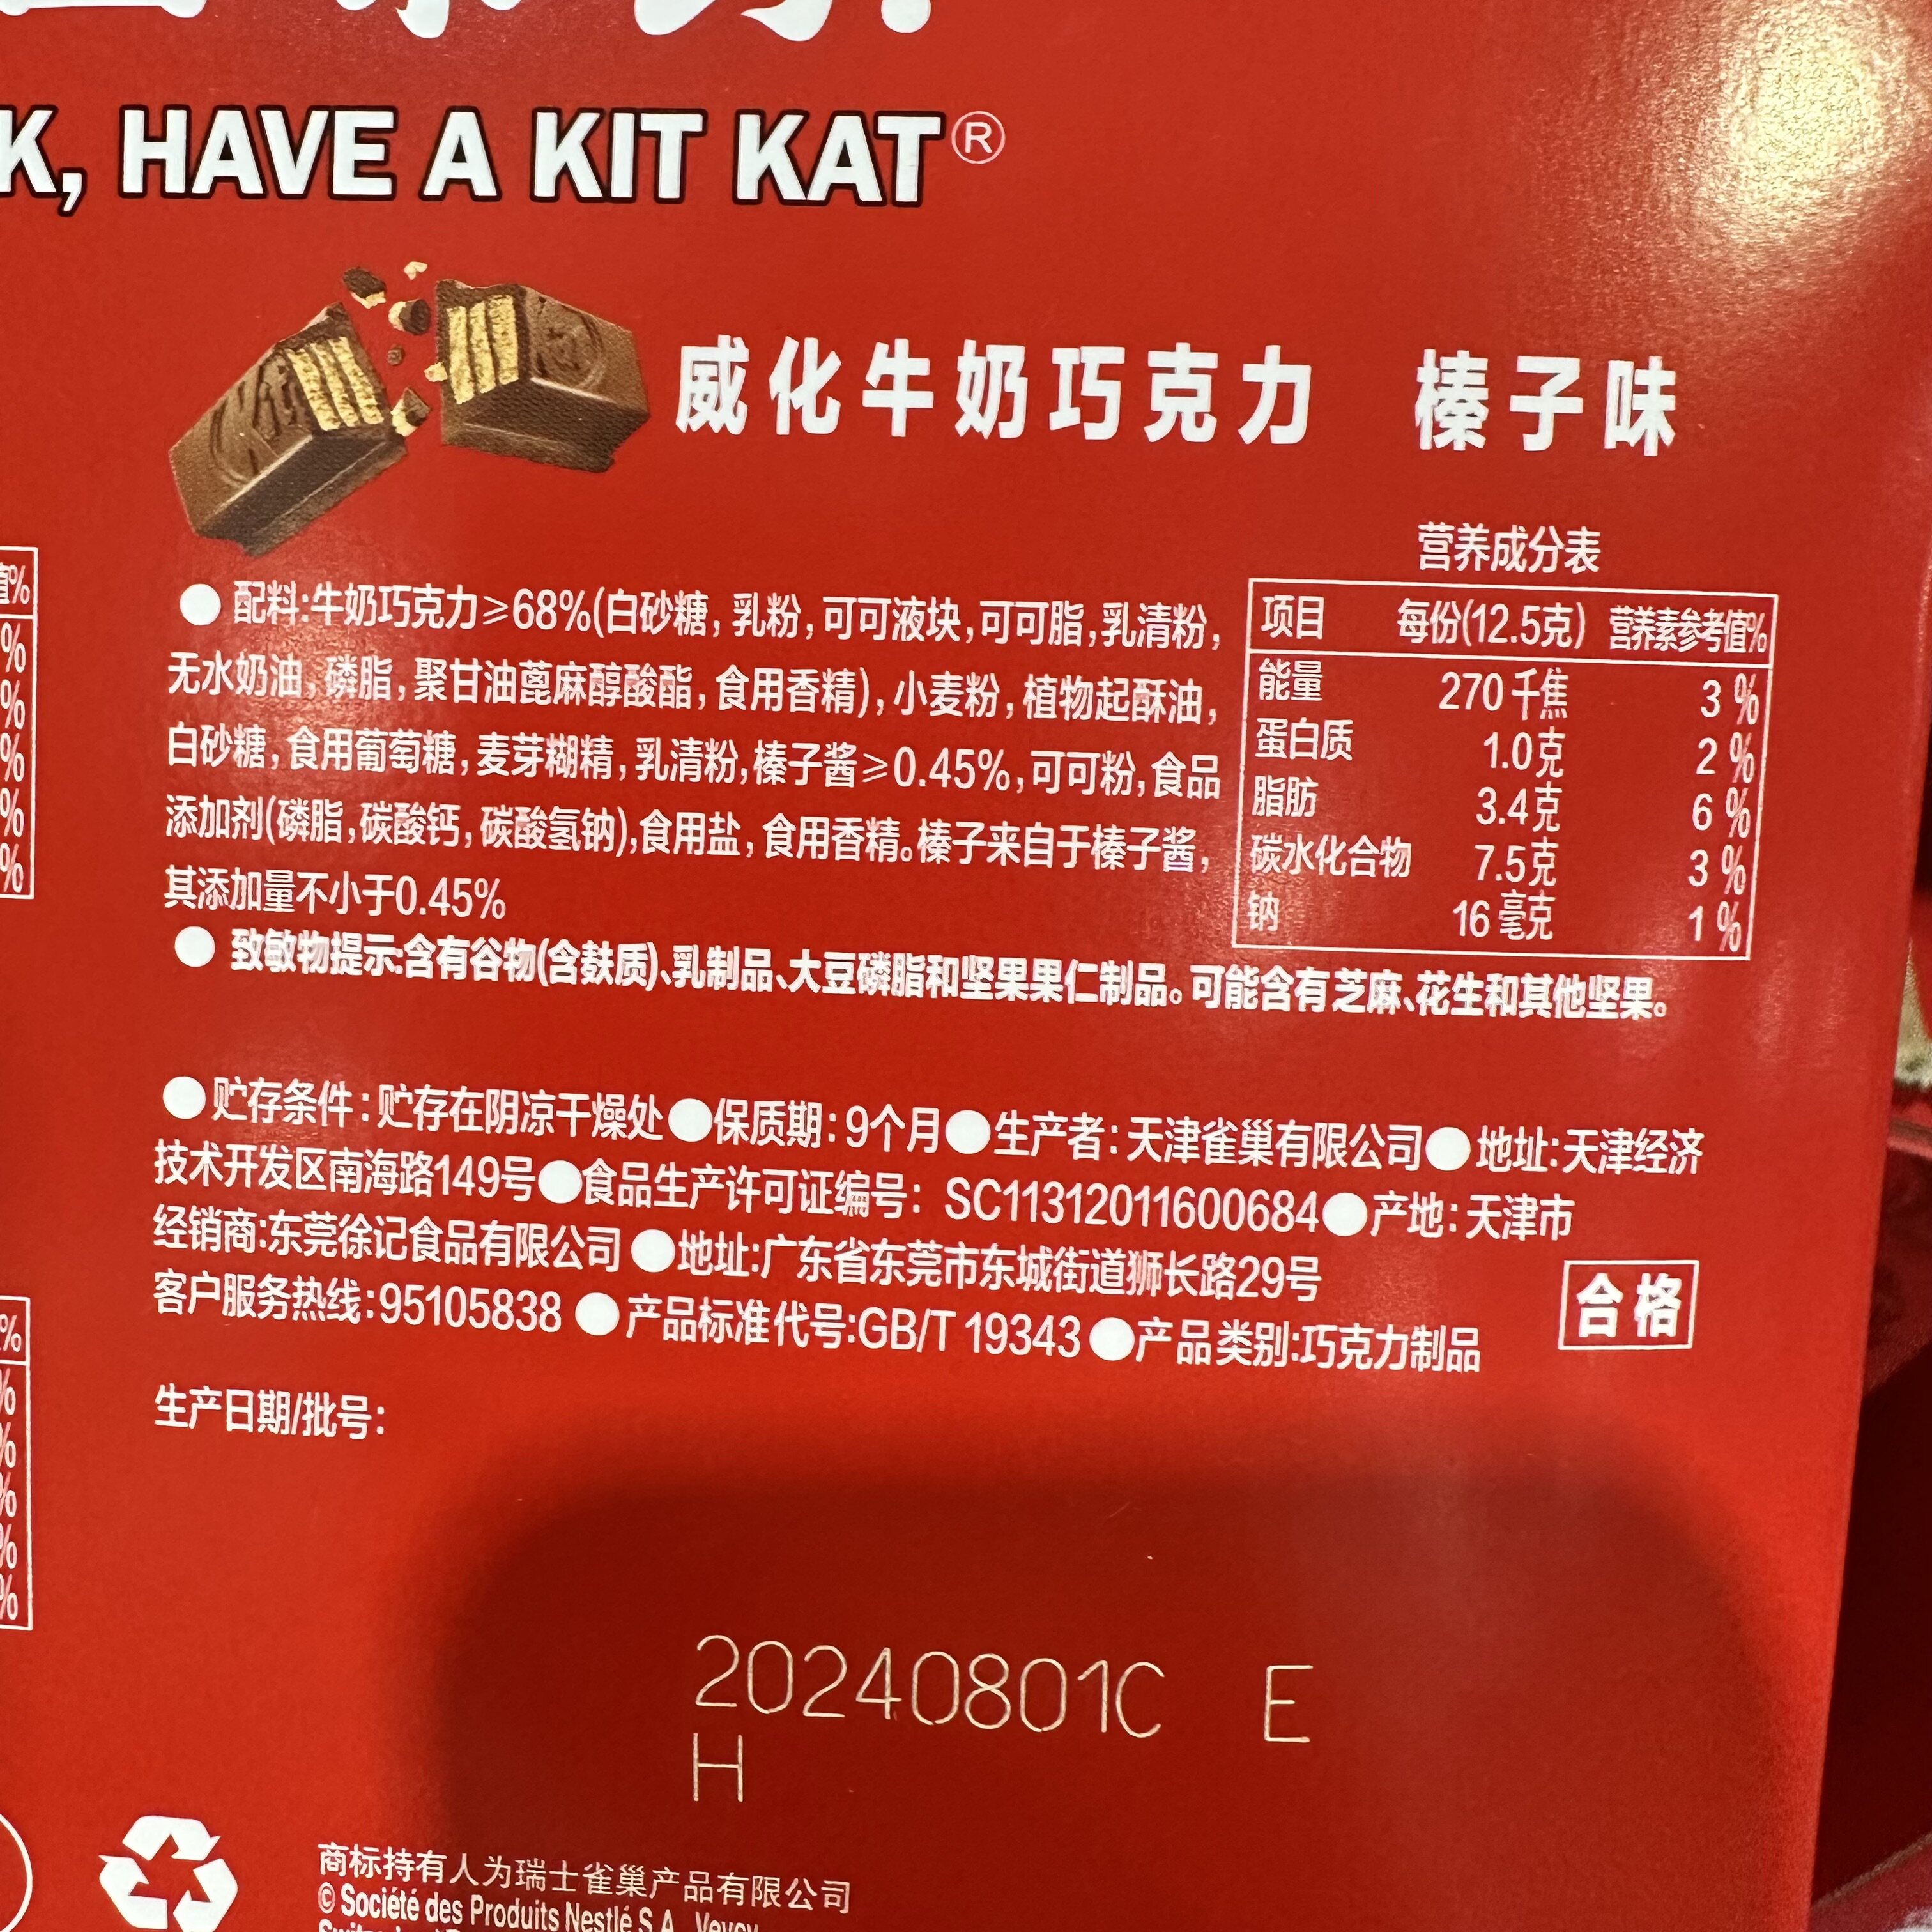 K, HAVE A KIT KAT®
威化牛奶巧克力 榛子味
营养成分表
项目 每份(12.5克) 营养素参考值%
能量 270千焦 3%
蛋白质 1.0克 2%
脂肪 3.4克 6%
碳水化合物 7.5克 3%
钠 16毫克 1%
●配料:牛奶巧克力≥68%(白砂糖,乳粉,可可液块,可可脂,乳清粉,
无水奶油,磷脂,聚甘油蓖麻醇酸酯,食用香精),小麦粉,植物起酥油,
白砂糖,食用葡萄糖,麦芽糊精,乳清粉,榛子酱≥0.45%,可可粉,食品
添加剂(磷脂,碳酸钙,碳酸氢钠),食用盐,食用香精。榛子来自于榛子酱,
其添加量不小于0.45%
●致敏物提示:含有谷物(含麸质)、乳制品、大豆磷脂和坚果果仁制品。可能含有芝麻、花生和其他坚果。
●贮存条件:贮存在阴凉干燥处●保质期:9个月●生产者:天津雀巢有限公司●地址:天津经济
技术开发区南海路149号●食品生产许可证编号:SC11312011600684●产地:天津市
经销商:东莞徐记食品有限公司●地址:广东省东莞市东城街道狮长路29号
客户服务热线:95105838●产品标准代号:GB/T 19343●产品类别:巧克力制品
合格
生产日期/批号:
20240801C E
H
商标持有人为瑞士雀巢产品有限公司
© Société des Produits Nestlé S.A., Vevey